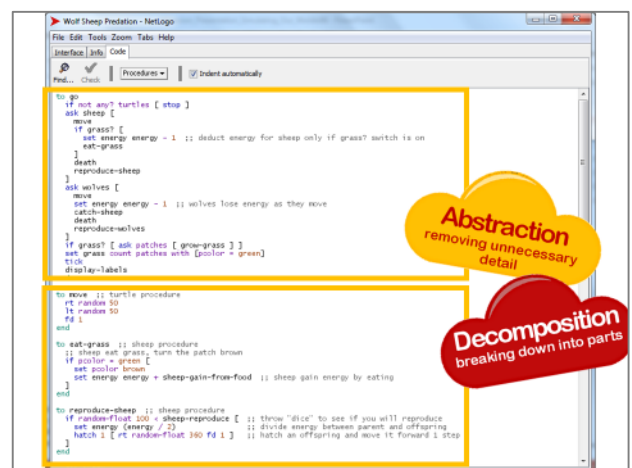 Wolf Sheep Predation - NetLogo
File Edit Tools Zoom Tabs Help
Interface Info Code
Find... Check Procedures Indent automatically
to go
if not any? turtles [ stop ]
ask sheep [
move
if grass? [
set energy energy - 1 ;; deduct energy for sheep only if grass? switch is on
eat-grass
]
death
reproduce-sheep
]
ask wolves [
move
set energy energy - 1 ;; wolves lose energy as they move
catch-sheep
death
reproduce-wolves
]
if grass? [ ask patches [ grow-grass ] ]
set grass count patches with [pcolor = green]
tick
display-labels
Abstraction
removing unnecessary
detail
to move ;; turtle procedure
rt random 50
lt random 50
fd 1
end
to eat-grass ;; sheep procedure
;; sheep eat grass, turn the patch brown
if pcolor = green [
set pcolor brown
set energy energy + sheep-gain-from-food ;; sheep gain energy by eating
]
end
to reproduce-sheep ;; sheep procedure
if random-float 100 < sheep-reproduce [ ;; throw "dice" to see if you will reproduce
set energy (energy / 2) ;; divide energy between parent and offspring
hatch 1 [ rt random-float 360 fd 1 ] ;; hatch an offspring and move it forward 1 step
]
end
Decomposition
breaking down into parts